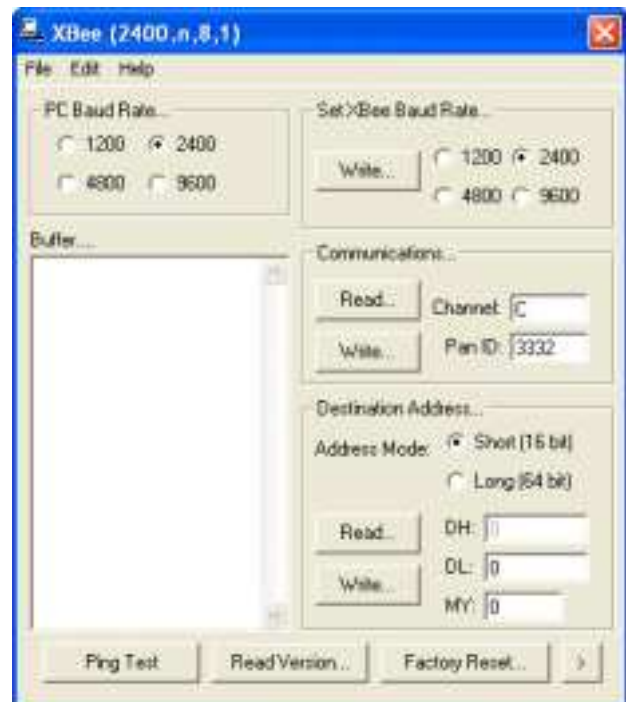 XBee (2400,n,8,1)
File Edit Help
PC Baud Rate...
1200 2400
4800 9600
Set XBee Baud Rate...
Write...
1200 2400
4800 9600
Buffer....
Communications...
Read...
Channel: C
Write...
Pan ID: 3332
Destination Address...
Address Mode: Short (16 bit)
Long (64 bit)
Read...
DH: 0
DL: 0
Write...
MY: 0
Ping Test Read Version... Factory Reset... >